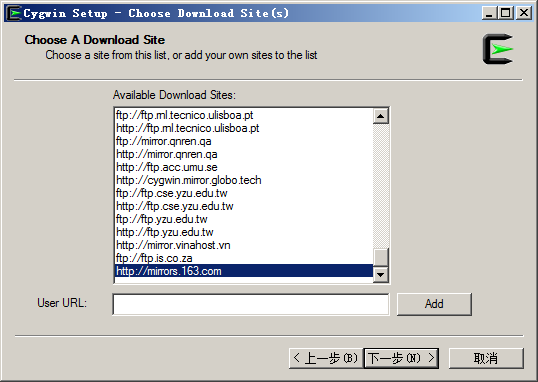 Cygwin Setup - Choose Download Site(s)
Choose A Download Site
Choose a site from this list, or add your own sites to the list
Available Download Sites:
ftp://ftp.rnl.tecnico.ulisboa.pt
http://ftp.rnl.tecnico.ulisboa.pt
ftp://mirror.qnren.qa
http://mirror.qnren.qa
ftp://ftp.acc.umu.se
http://cygwin.mirror.globo.tech
ftp://ftp.cse.yzu.edu.tw
http://ftp.cse.yzu.edu.tw
ftp://ftp.yzu.edu.tw
http://ftp.yzu.edu.tw
http://mirror.vinahost.vn
ftp://ftp.is.co.za
http://mirrors.163.com
User URL:
Add
< 上一步(B)
下一步(N) >
取消